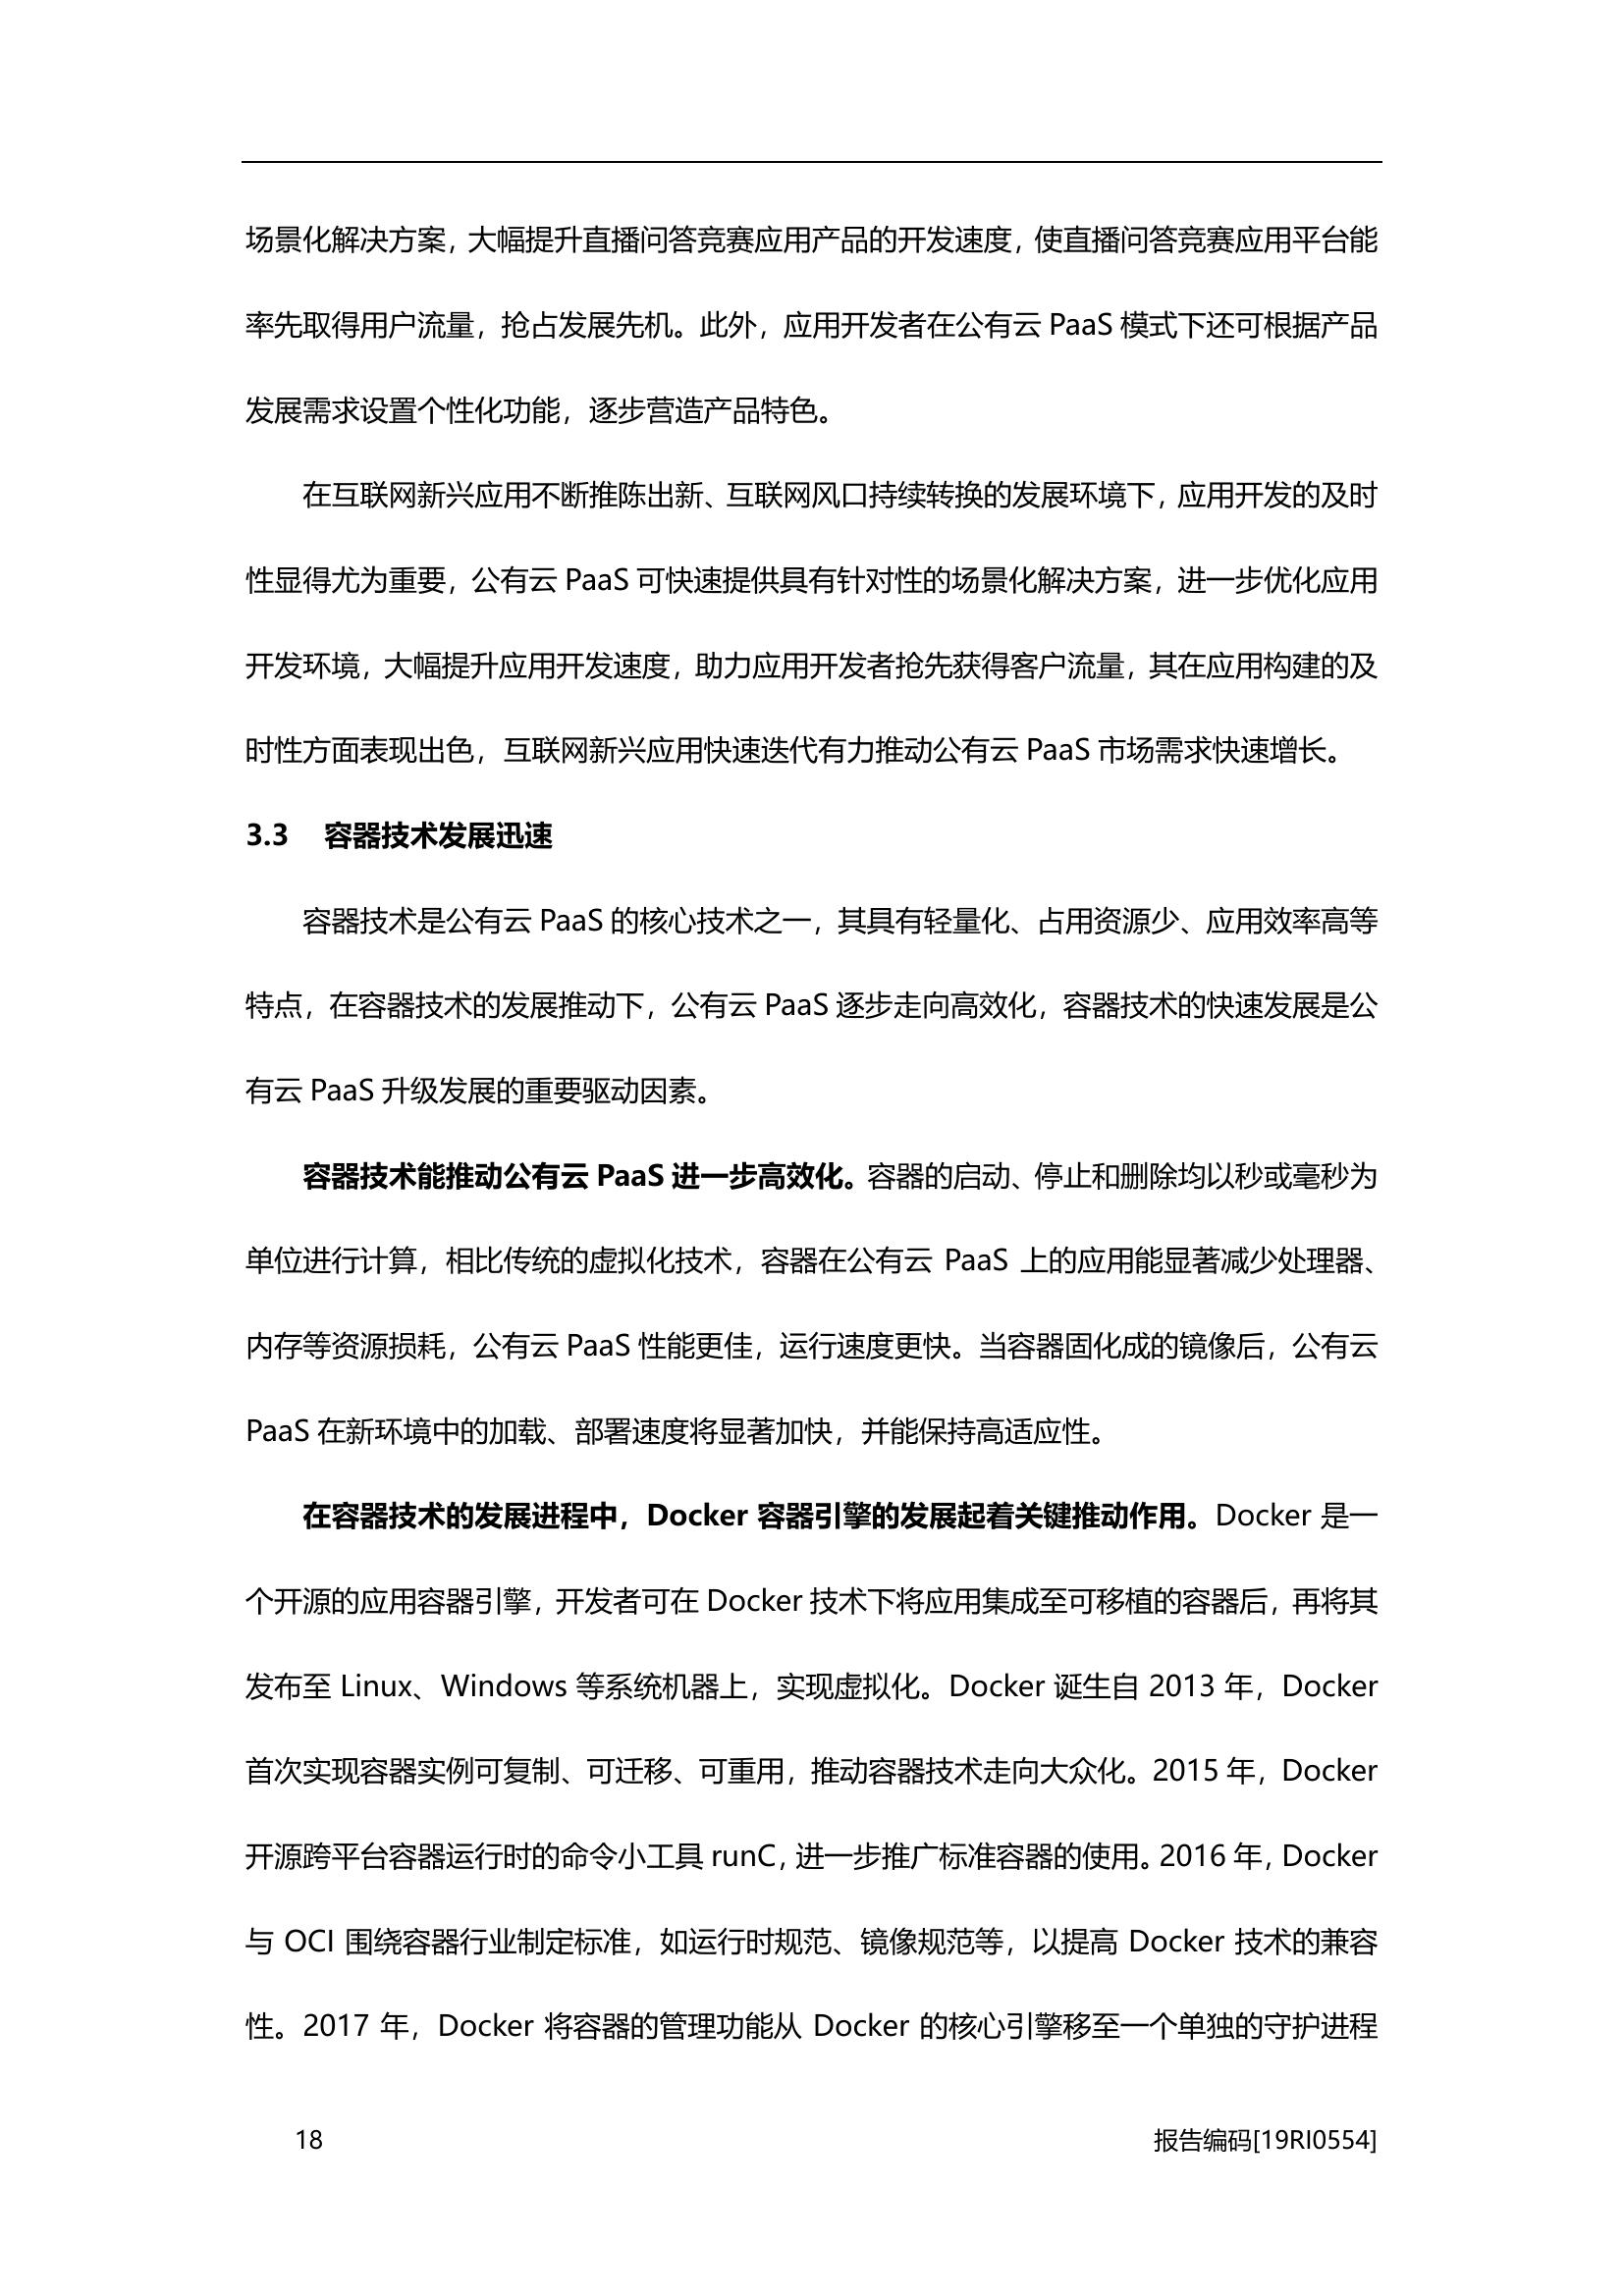 场景化解决方案，大幅提升直播问答竞赛应用产品的开发速度，使直播问答竞赛应用平台能
率先取得用户流量，抢占发展先机。此外，应用开发者在公有云 PaaS 模式下还可根据产品
发展需求设置个性化功能，逐步营造产品特色。
在互联网新兴应用不断推陈出新、互联网风口持续转换的发展环境下，应用开发的及时
性显得尤为重要，公有云 PaaS 可快速提供具有针对性的场景化解决方案，进一步优化应用
开发环境，大幅提升应用开发速度，助力应用开发者抢先获得客户流量，其在应用构建的及
时性方面表现出色，互联网新兴应用快速迭代有力推动公有云 PaaS 市场需求快速增长。
3.3 容器技术发展迅速
容器技术是公有云 PaaS 的核心技术之一，其具有轻量化、占用资源少、应用效率高等
特点，在容器技术的发展推动下，公有云 PaaS 逐步走向高效化，容器技术的快速发展是公
有云 PaaS 升级发展的重要驱动因素。
容器技术能推动公有云 PaaS 进一步高效化。容器的启动、停止和删除均以秒或毫秒为
单位进行计算，相比传统的虚拟化技术，容器在公有云 PaaS 上的应用能显著减少处理器、
内存等资源损耗，公有云 PaaS 性能更佳，运行速度更快。当容器固化成的镜像后，公有云
PaaS 在新环境中的加载、部署速度将显著加快，并能保持高适应性。
在容器技术的发展进程中，Docker 容器引擎的发展起着关键推动作用。Docker 是一
个开源的应用容器引擎，开发者可在 Docker 技术下将应用集成至可移植的容器后，再将其
发布至 Linux、Windows 等系统机器上，实现虚拟化。Docker 诞生自 2013 年，Docker
首次实现容器实例可复制、可迁移、可重用，推动容器技术走向大众化。2015 年，Docker
开源跨平台容器运行时的命令小工具 runC，进一步推广标准容器的使用。2016 年，Docker
与 OCI 围绕容器行业制定标准，如运行时规范、镜像规范等，以提高 Docker 技术的兼容
性。2017 年，Docker 将容器的管理功能从 Docker 的核心引擎移至一个单独的守护进程
18 报告编码[19RI0554]